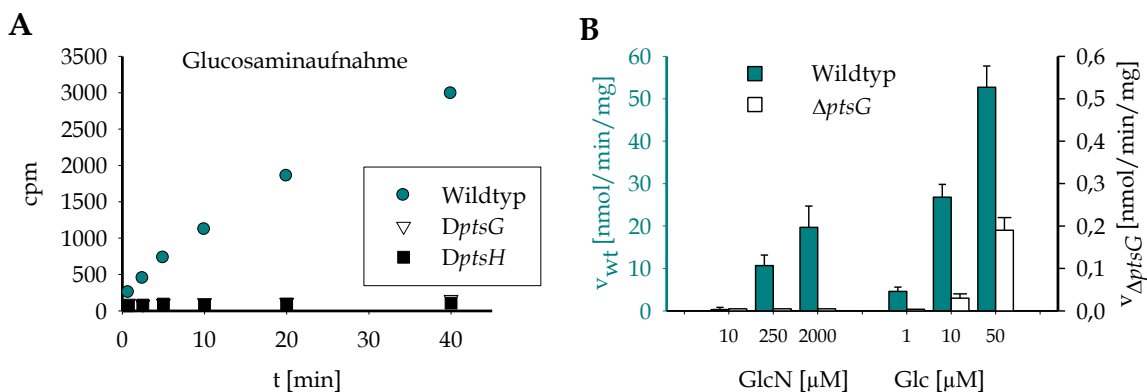 A
Glucosaminaufnahme
3500
3000
2500
2000
1500
1000
500
0
cpm
Wildtyp
DptsG
DptsH
0 10 20 30 40
t [min]
B
Wildtyp
ΔptsG
60
50
40
30
20
10
0
v_wt [nmol/min/mg]
0,6
0,5
0,4
0,3
0,2
0,1
0,0
v_ΔptsG [nmol/min/mg]
10 250 2000 1 10 50
GlcN [µM] Glc [µM]